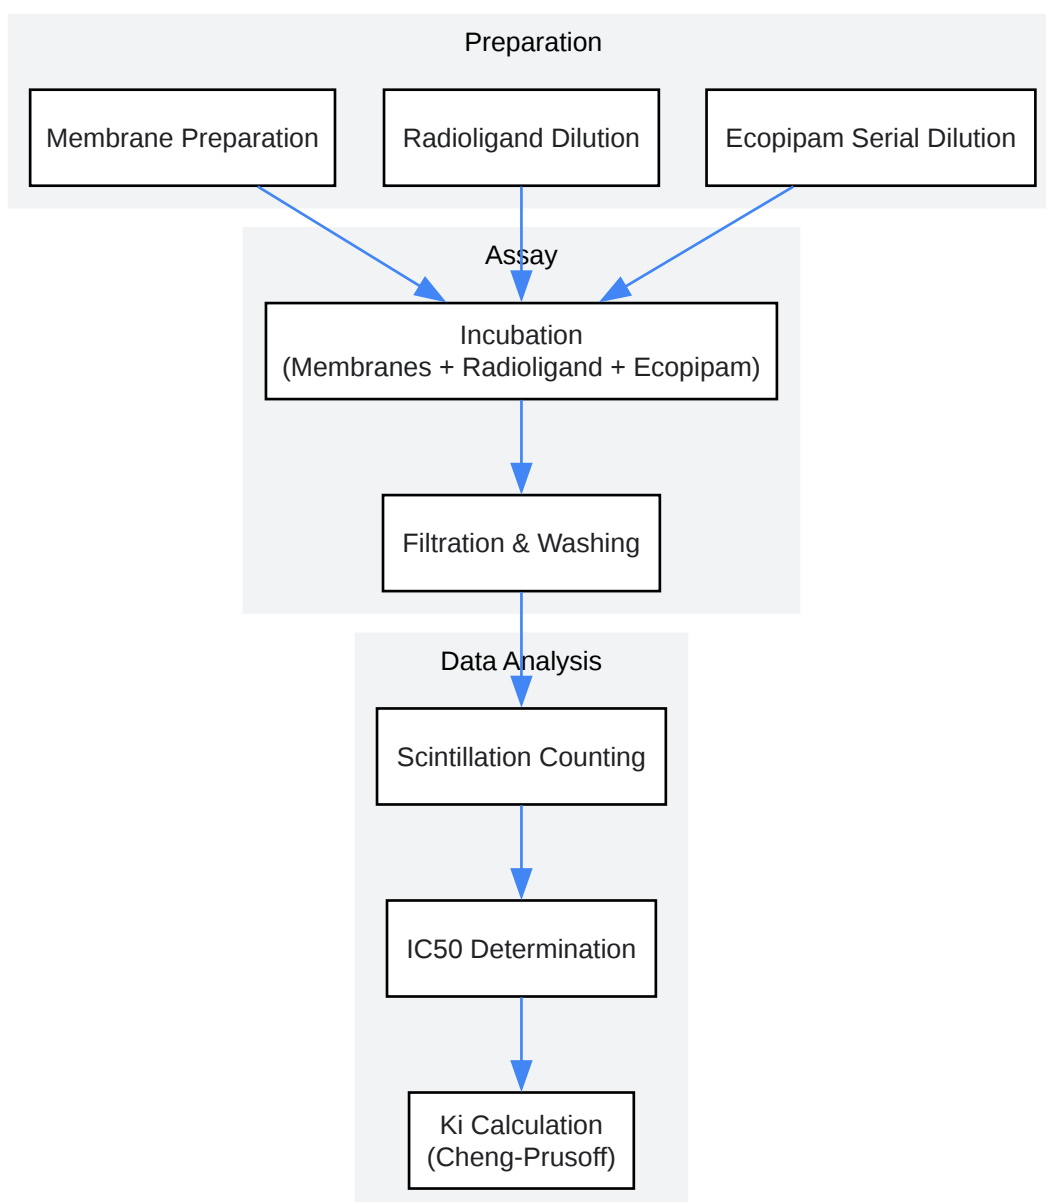 Preparation
Membrane Preparation
Radioligand Dilution
Ecopipam Serial Dilution
Assay
Incubation
(Membranes + Radioligand + Ecopipam)
Filtration & Washing
Data Analysis
Scintillation Counting
IC50 Determination
Ki Calculation
(Cheng-Prusoff)